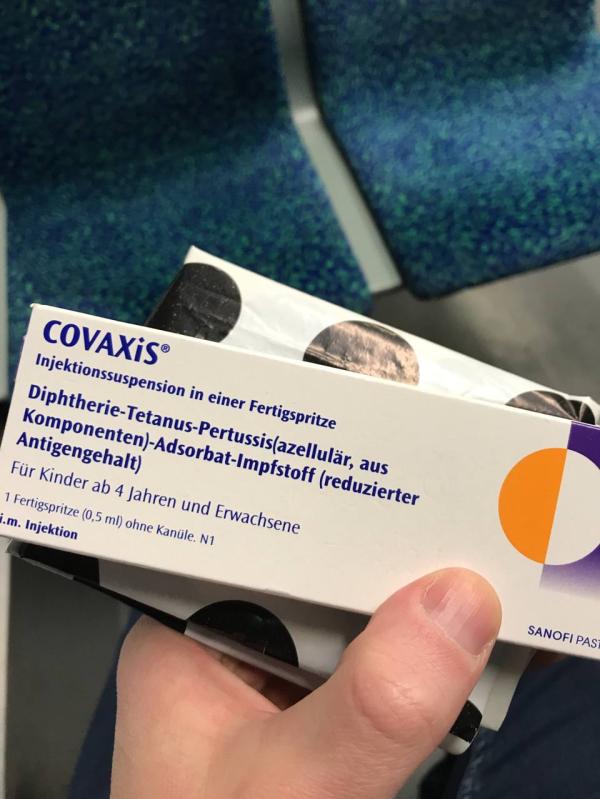 COVAXiS®
Injektionssuspension in einer Fertigspritze
Diphtherie-Tetanus-Pertussis(azellulär, aus
Komponenten)-Adsorbat-Impfstoff (reduzierter
Antigengehalt)
Für Kinder ab 4 Jahren und Erwachsene
1 Fertigspritze (0,5 ml) ohne Kanüle. N1
i.m. Injektion
SANOFI PAST